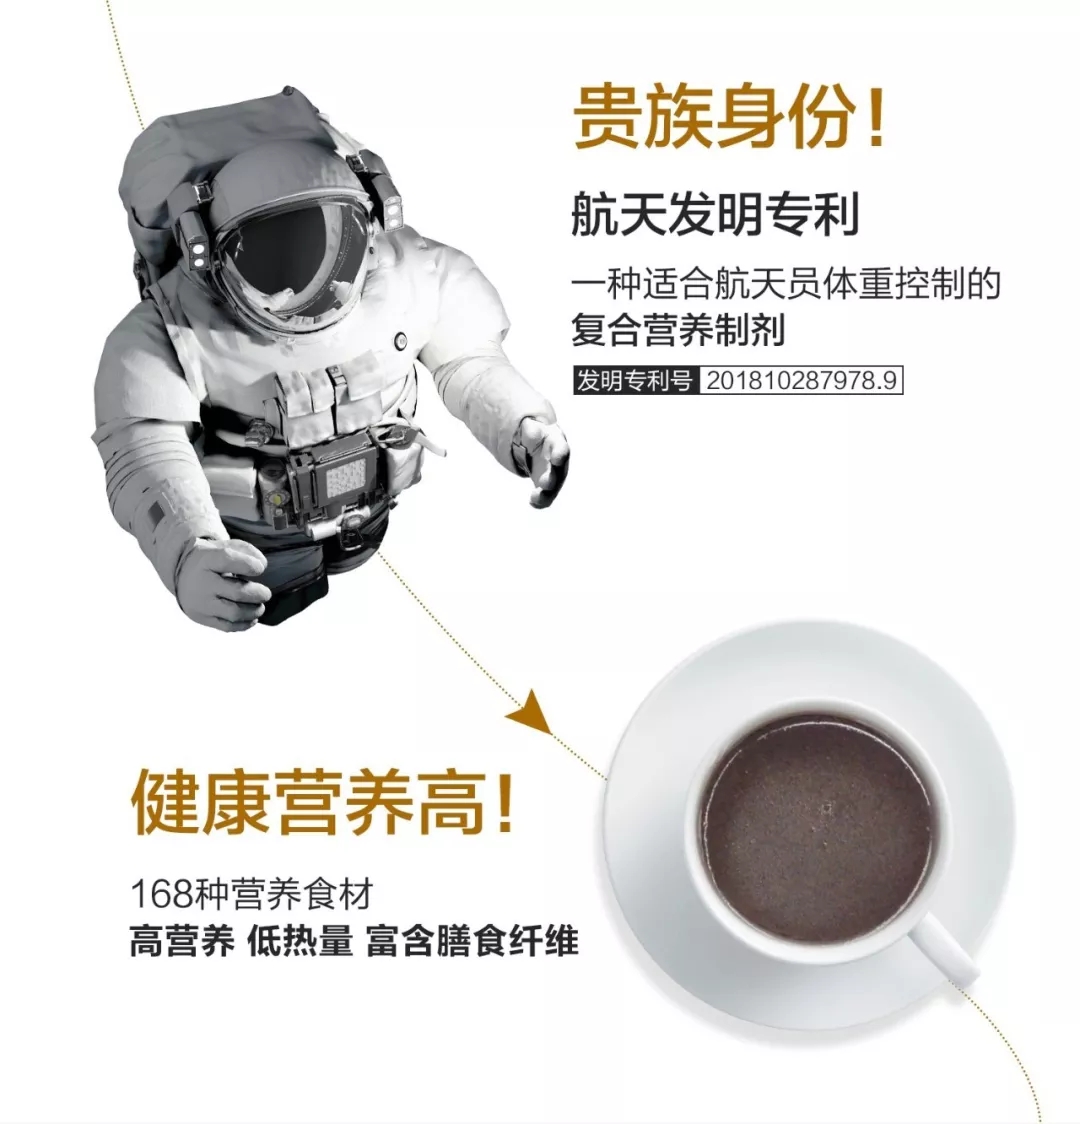 贵族身份！
航天发明专利
一种适合航天员体重控制的
复合营养制剂
发明专利号 201810287978.9
健康营养高！
168种营养食材
高营养 低热量 富含膳食纤维